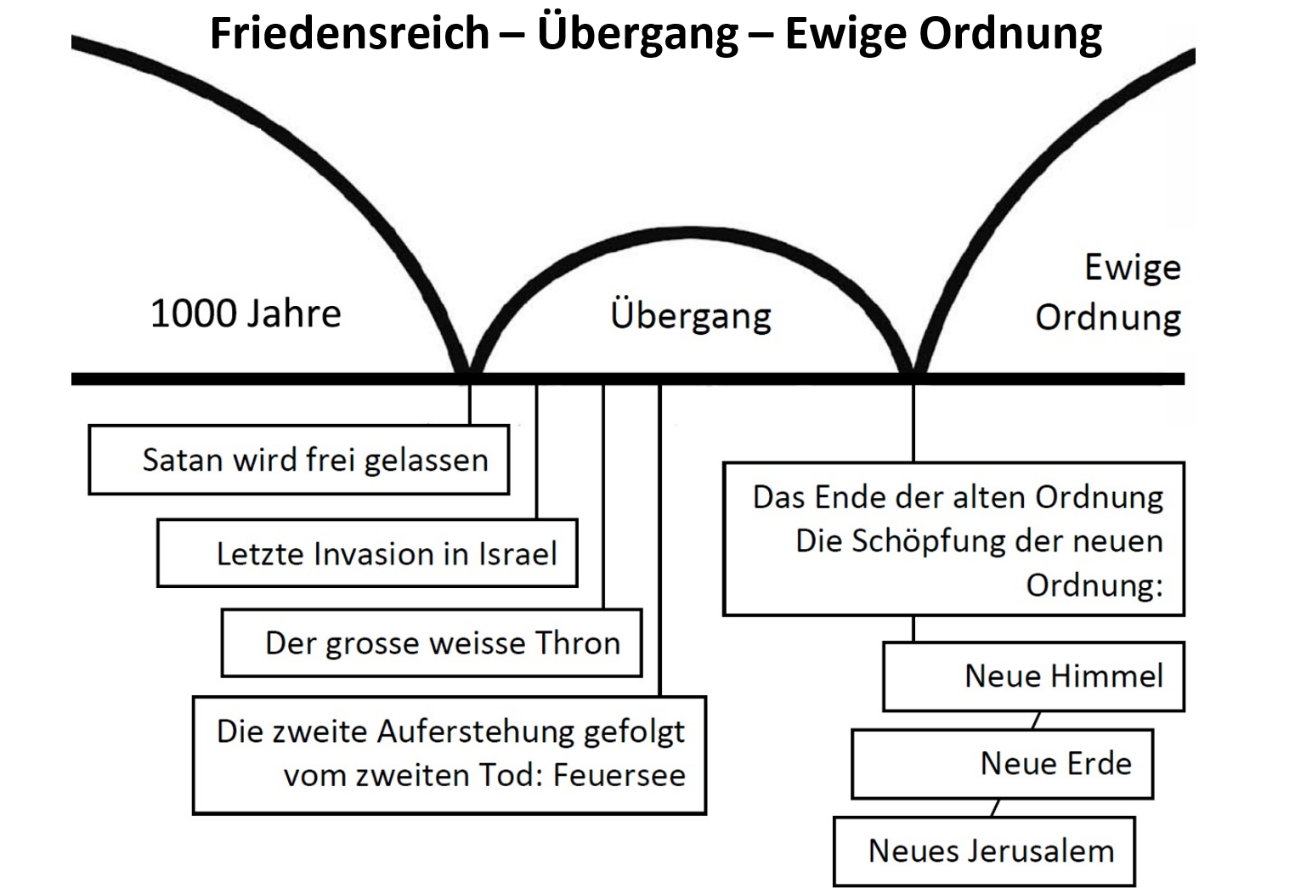 Friedensreich – Übergang – Ewige Ordnung
1000 Jahre
Übergang
Ewige
Ordnung
Satan wird frei gelassen
Letzte Invasion in Israel
Der grosse weisse Thron
Die zweite Auferstehung gefolgt
vom zweiten Tod: Feuersee
Das Ende der alten Ordnung
Die Schöpfung der neuen
Ordnung:
Neue Himmel
Neue Erde
Neues Jerusalem